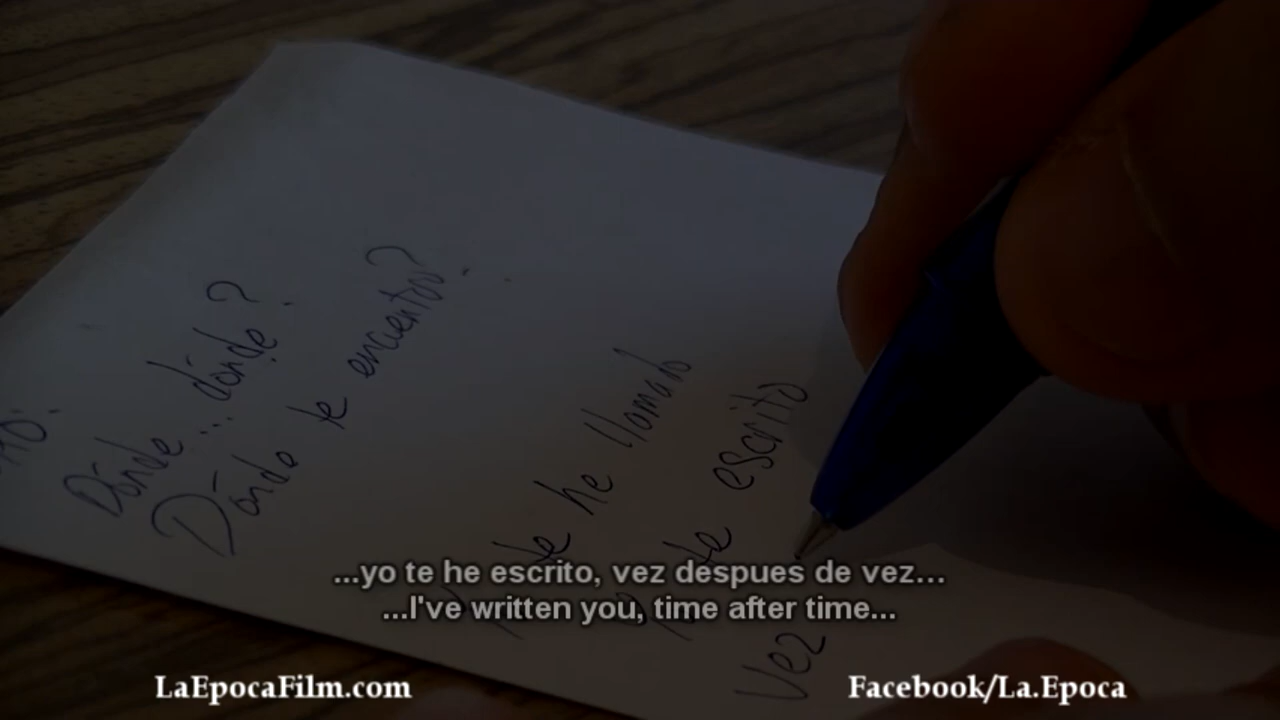 Dónde... dónde?
Dónde te encuentro?
te he llamado
te escrito
Vez
...yo te he escrito, vez despues de vez...
...I've written you, time after time...
LaEpocaFilm.com
Facebook/La.Epoca